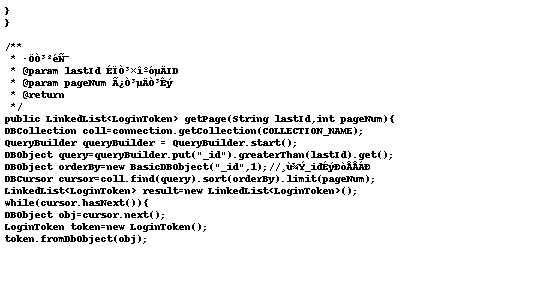 }
}
/**
* ·ÖÒ³²éÑ¯
* @param lastId ÉÏÒ³×îºóµÄID
* @param pageNum Ã¿Ò³µÄÒ³Êý
* @return
*/
public LinkedList<LoginToken> getPage(String lastId,int pageNum){
DBCollection coll=connection.getCollection(COLLECTION_NAME);
QueryBuilder queryBuilder = QueryBuilder.start();
DBObject query=queryBuilder.put("_id").greaterThan(lastId).get();
DBObject orderBy=new BasicDBObject("_id",1);//¸ù¾Ý_idÉýÐòÅÅÁÐ
DBCursor cursor=coll.find(query).sort(orderBy).limit(pageNum);
LinkedList<LoginToken> result=new LinkedList<LoginToken>();
while(cursor.hasNext()){
DBObject obj=cursor.next();
LoginToken token=new LoginToken();
token.fromDbObject(obj);